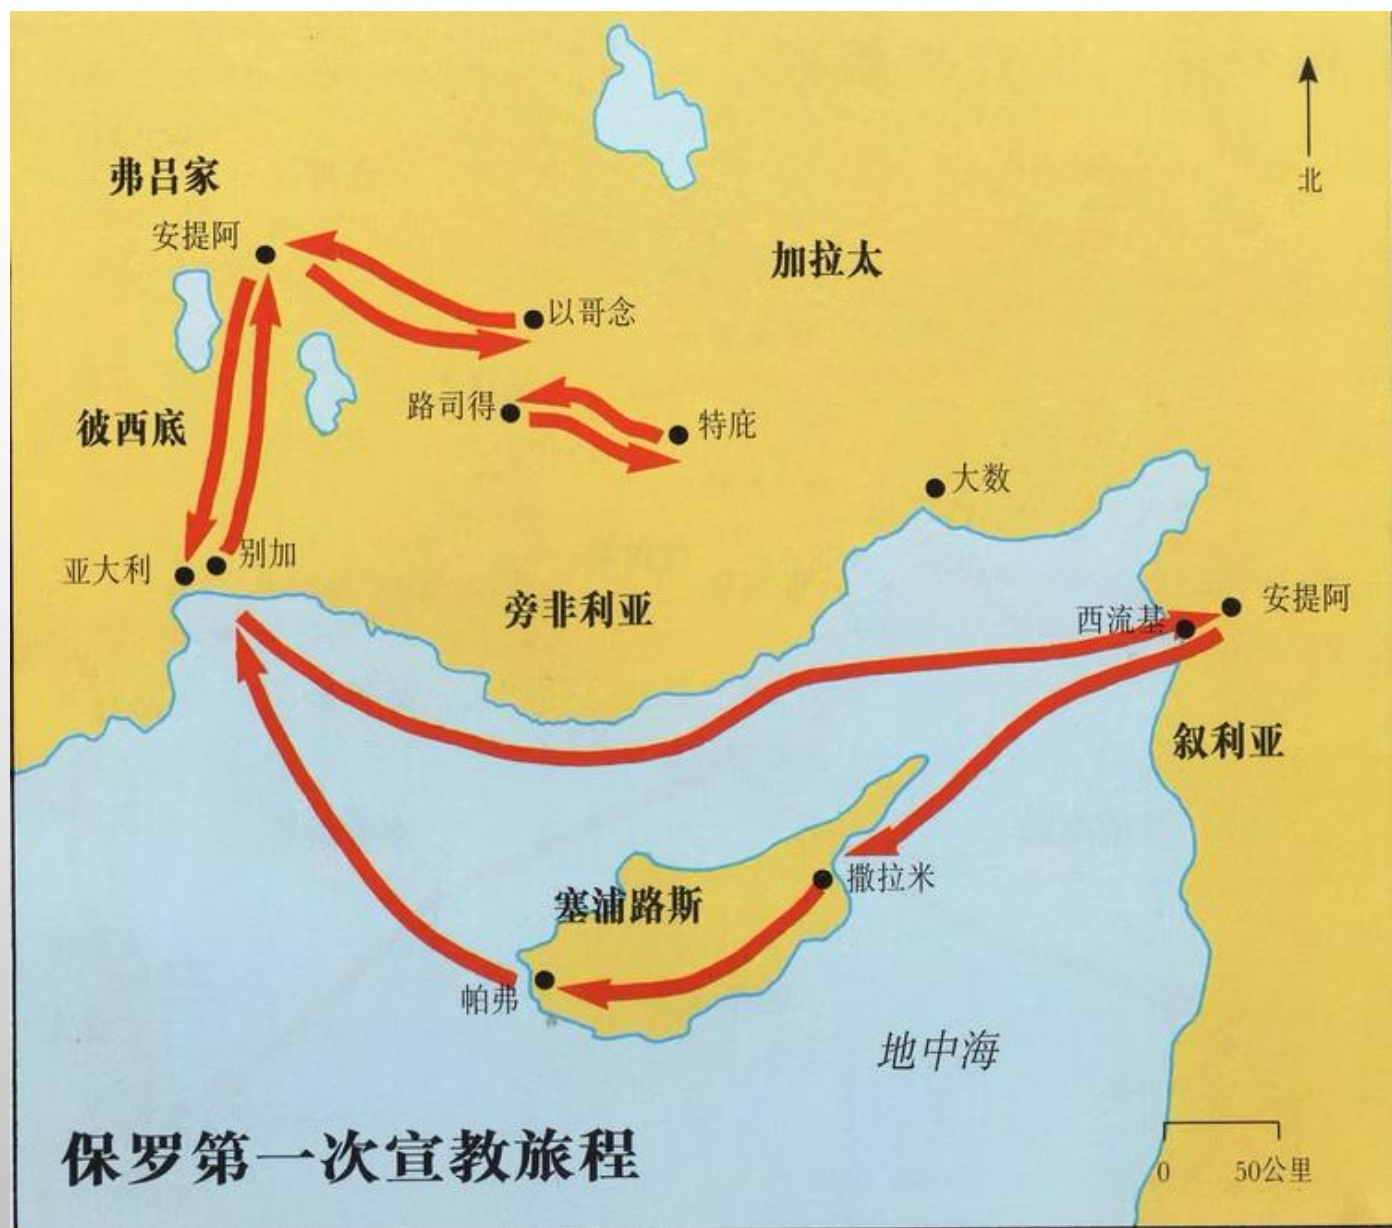 北
弗吕家
安提阿
加拉太
以哥念
路司得
特庇
彼西底
大数
亚大利
别加
旁非利亚
西流基
安提阿
叙利亚
撒拉米
塞浦路斯
帕弗
地中海
保罗第一次宣教旅程
0 50公里